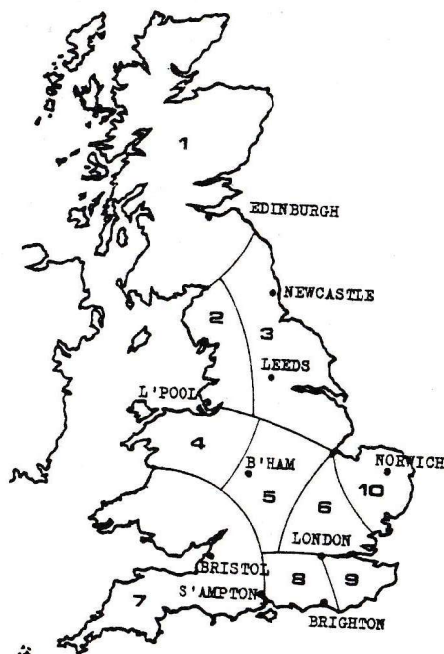 1
EDINBURGH
2
3
NEWCASTLE
LEEDS
L'POOL
4
B'HAM
NORWICH
5
6
10
LONDON
BRISTOL
8
9
7
S'AMPTON
BRIGHTON